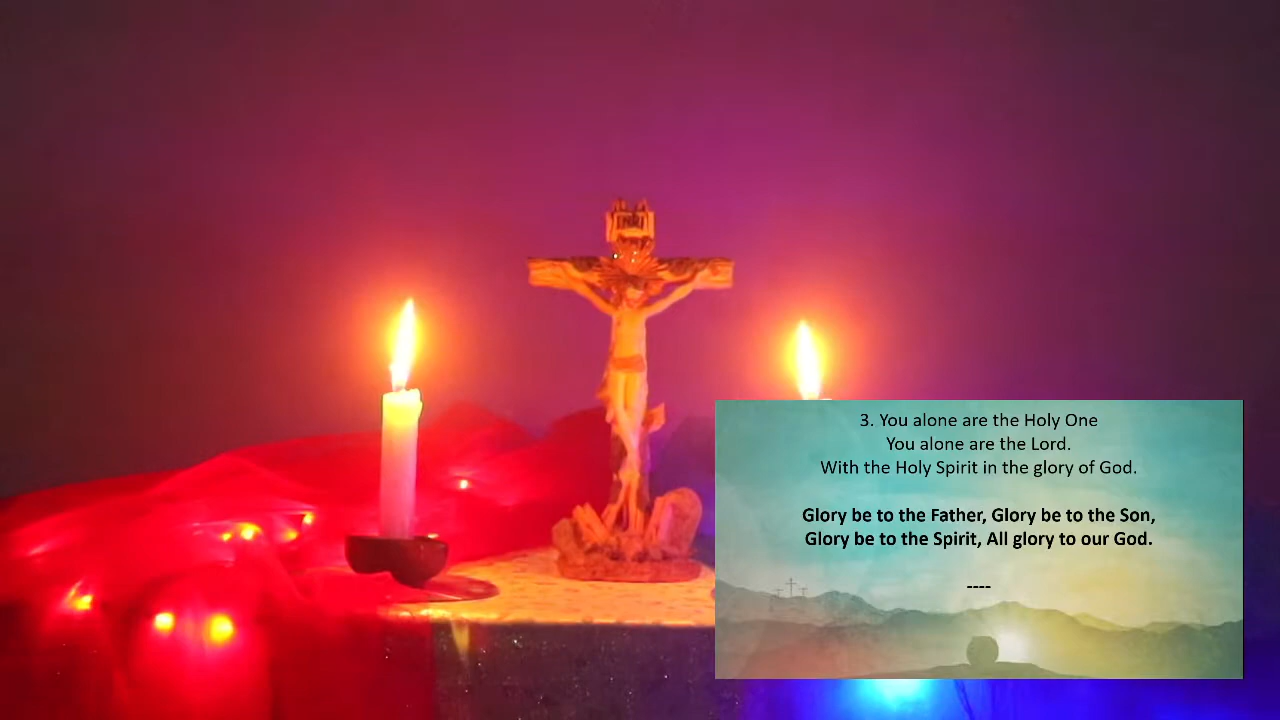 INRI
3. You alone are the Holy One
You alone are the Lord.
With the Holy Spirit in the glory of God.
Glory be to the Father, Glory be to the Son,
Glory be to the Spirit, All glory to our God.
----